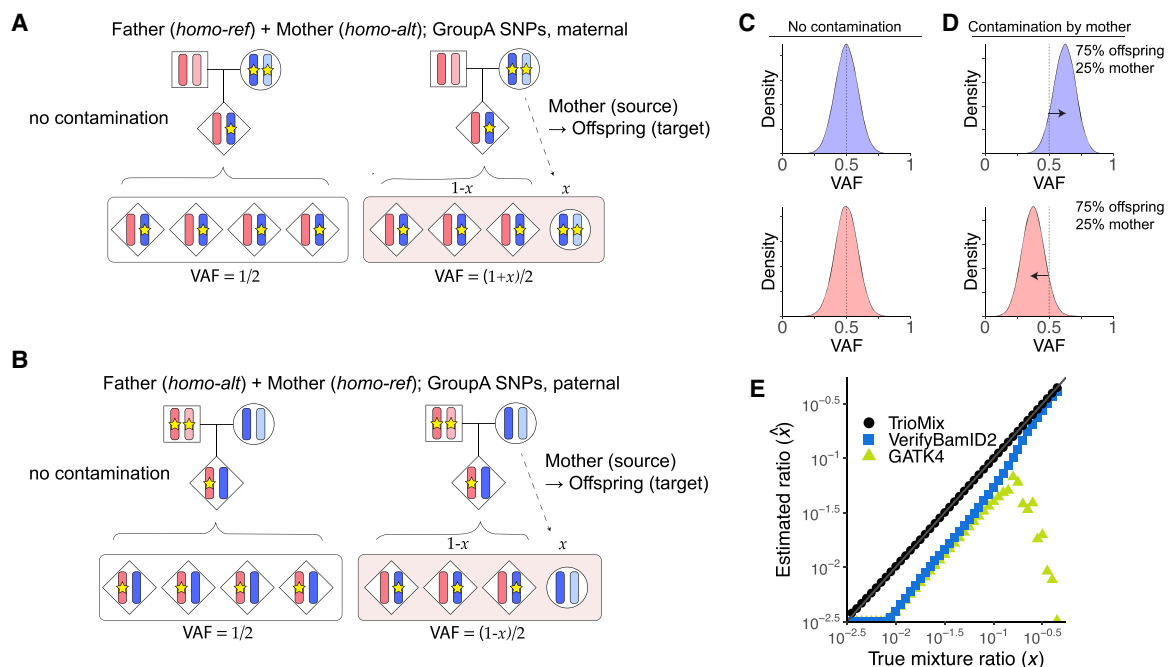 A
Father (homo-ref) + Mother (homo-alt); GroupA SNPs, maternal
no contamination
Mother (source)
→ Offspring (target)
1-x
x
VAF = 1/2
VAF = (1+x)/2
B
Father (homo-alt) + Mother (homo-ref); GroupA SNPs, paternal
no contamination
Mother (source)
→ Offspring (target)
1-x
x
VAF = 1/2
VAF = (1-x)/2
C
No contamination
Density
0
0.5
1
VAF
Density
0
0.5
1
VAF
D
Contamination by mother
75% offspring
25% mother
Density
0
0.5
1
VAF
75% offspring
25% mother
Density
0
0.5
1
VAF
E
TrioMix
VerifyBamID2
GATK4
Estimated ratio (x̂)
10^-0.5
10^-1
10^-1.5
10^-2
10^-2.5
10^-2.5
10^-2
10^-1.5
10^-1
10^-0.5
True mixture ratio (x)